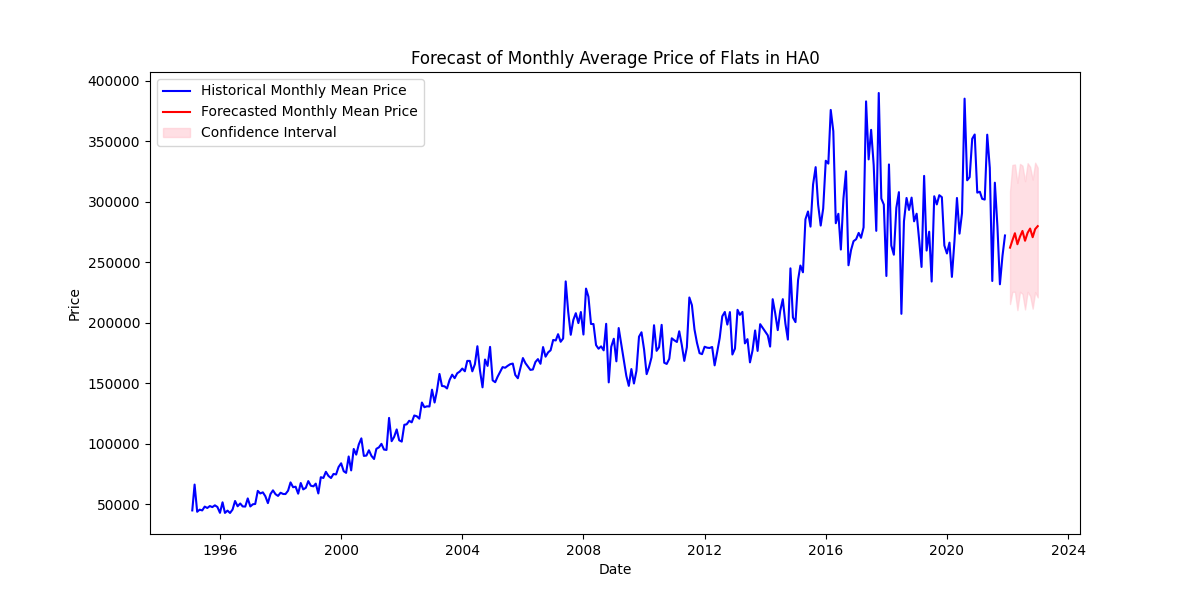 Forecast of Monthly Average Price of Flats in HA0
Historical Monthly Mean Price
Forecasted Monthly Mean Price
Confidence Interval
400000
350000
300000
250000
200000
150000
100000
50000
Price
1996 2000 2004 2008 2012 2016 2020 2024
Date